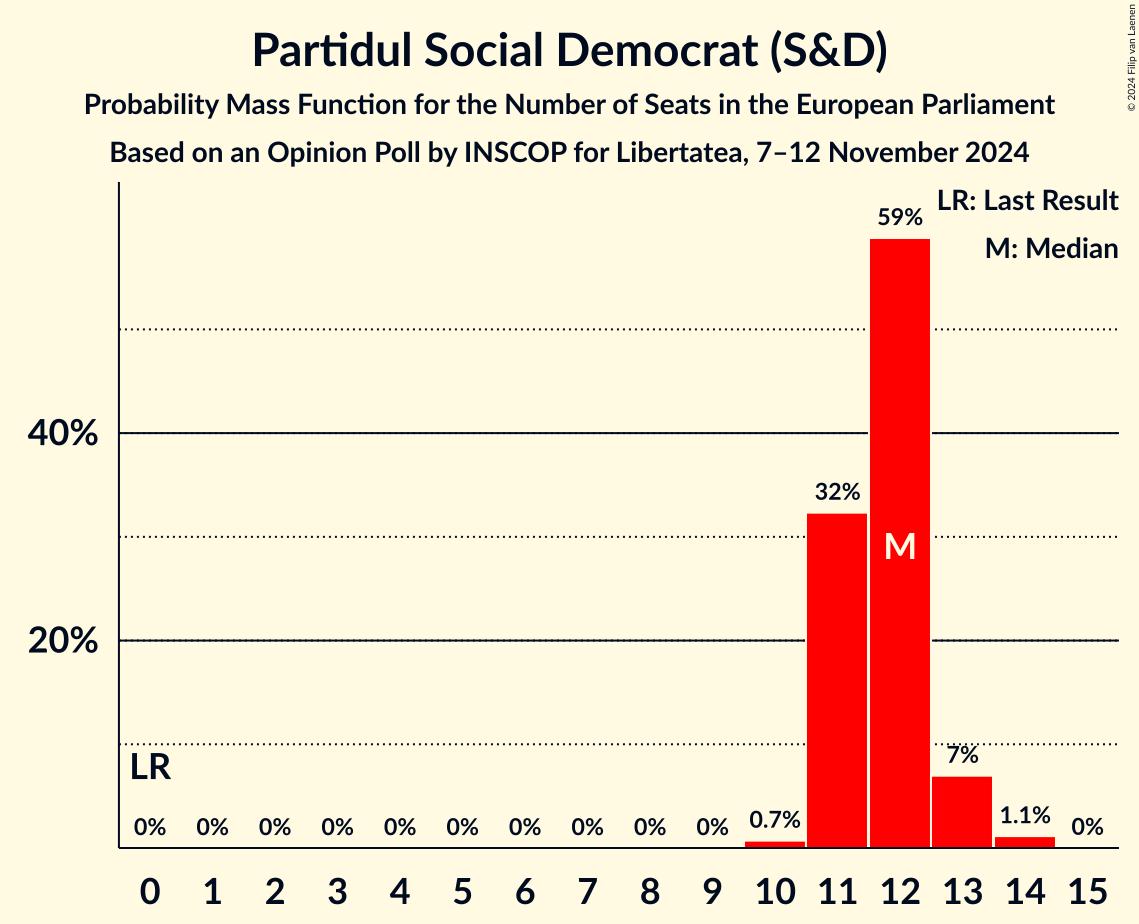 Partidul Social Democrat (S&D)
Probability Mass Function for the Number of Seats in the European Parliament
Based on an Opinion Poll by INSCOP for Libertatea, 7–12 November 2024
© 2024 Filip van Laenen
LR: Last Result
M: Median
59%
40%
32%
M
20%
LR
7%
0% 0% 0% 0% 0% 0% 0% 0% 0% 0% 0.7% 1.1% 0%
0 1 2 3 4 5 6 7 8 9 10 11 12 13 14 15